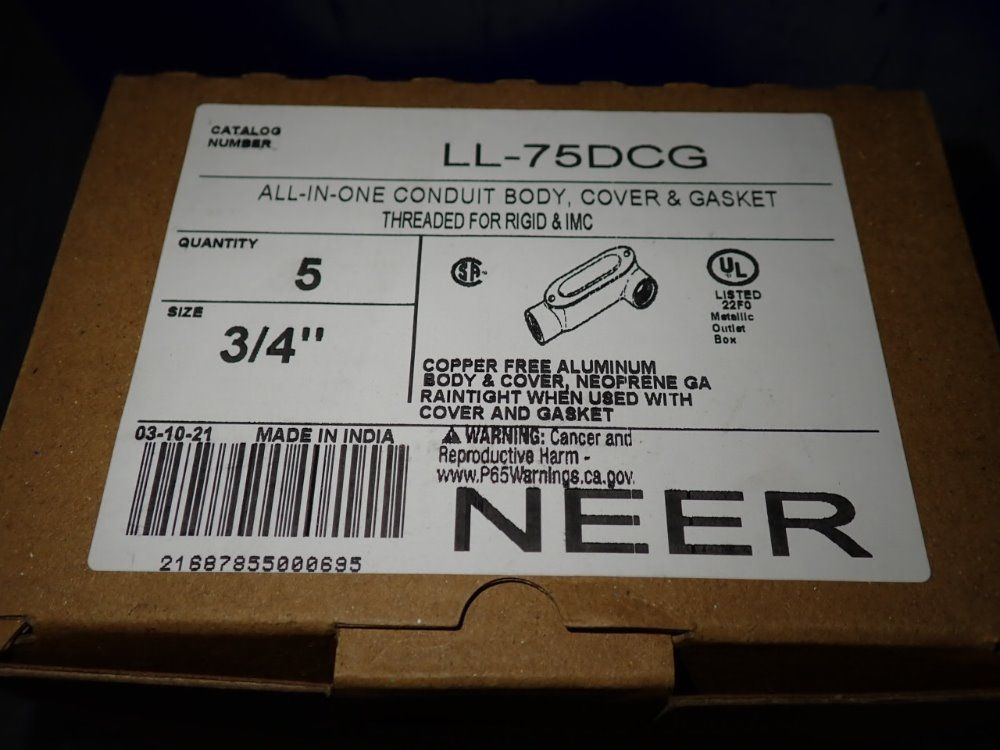 CATALOG
NUMBER
LL-75DCG
ALL-IN-ONE CONDUIT BODY, COVER & GASKET
THREADED FOR RIGID & IMC
QUANTITY
5
SIZE
3/4"
SA
UL
LISTED
22F0
Metallic
Outlet
Box
COPPER FREE ALUMINUM
BODY & COVER, NEOPRENE GA
RAINTIGHT WHEN USED WITH
COVER AND GASKET
03-10-21 MADE IN INDIA
⚠ WARNING: Cancer and
Reproductive Harm -
www.P65Warnings.ca.gov.
21687855000695
NEER